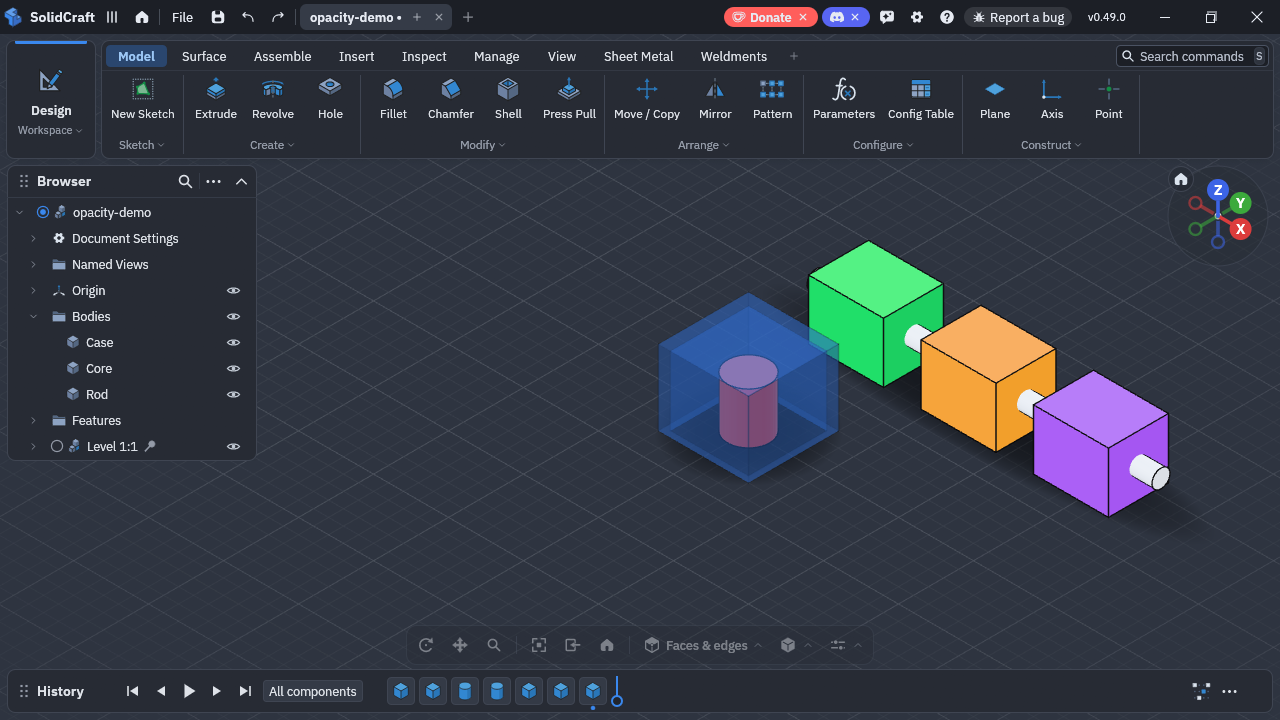 SolidCraft
File
opacity-demo •
Donate
Report a bug
v0.49.0
Design
Workspace
Model
Surface
Assemble
Insert
Inspect
Manage
View
Sheet Metal
Weldments
Search commands
S
New Sketch
Extrude
Revolve
Hole
Fillet
Chamfer
Shell
Press Pull
Move / Copy
Mirror
Pattern
Parameters
Config Table
Plane
Axis
Point
Sketch
Create
Modify
Arrange
Configure
Construct
Browser
opacity-demo
Document Settings
Named Views
Origin
Bodies
Case
Core
Rod
Features
Level 1:1
Z
Y
X
Faces & edges
History
All components